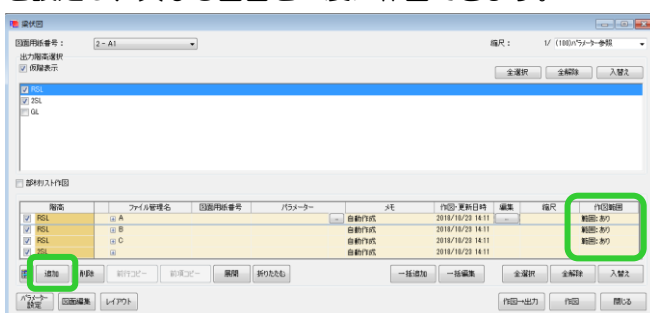 梁伏図
図面用紙番号： 2－A1 縮尺： 1/ (100)パラメーター参照
出力階高選択
仮階表示 全選択 全解除 入替え
RSL
2SL
GL
部材リスト作図
階高 ファイル管理名 図面用紙番号 パラメーター メモ 作図・更新日時 編集 縮尺 作図範囲
RSL A ... 自動作成 2018/10/23 14:11 ... 範囲：あり
RSL B 自動作成 2018/10/23 14:11 範囲：あり
RSL C 自動作成 2018/10/23 14:11 範囲：あり
2SL 自動作成 2018/10/23 14:11
追加 削除 前行コピー 前項コピー 展開 折りたたむ 一括追加 一括編集 全選択 全解除 入替え
パラメーター設定 図面編集 レイアウト 作図→出力 作図 閉じる